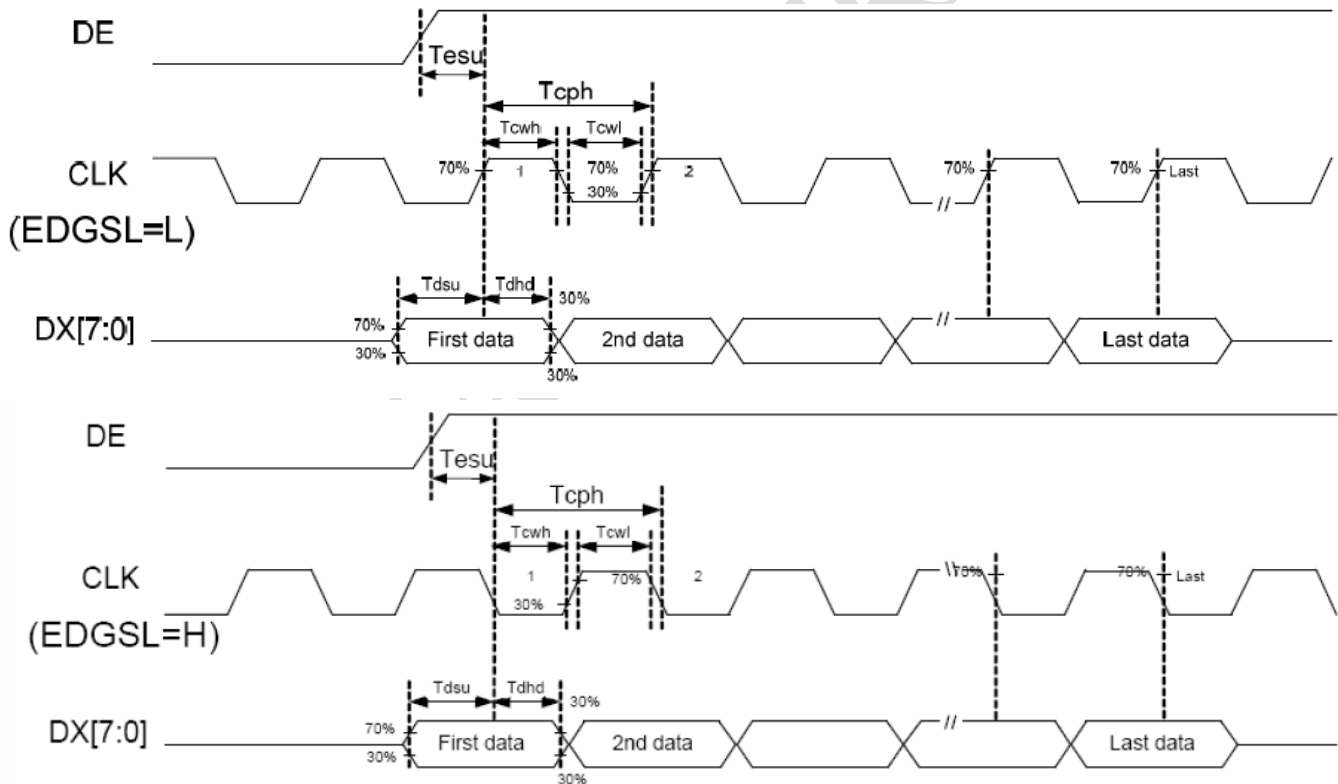 DE
Tesu
Tcph
Tcwh Tcwl
CLK
70% 1 70% 2 70% 70% Last
30%
//
(EDGSL=L)
Tdsu Tdhd 30%
DX[7:0]
70%
30%
First data 2nd data // Last data
30%
DE
Tesu
Tcph
Tcwh Tcwl
CLK
1 70% 2 \\ 70% 70% Last
30%
(EDGSL=H)
Tdsu Tdhd 30%
DX[7:0]
70%
30%
First data 2nd data // Last data
30%